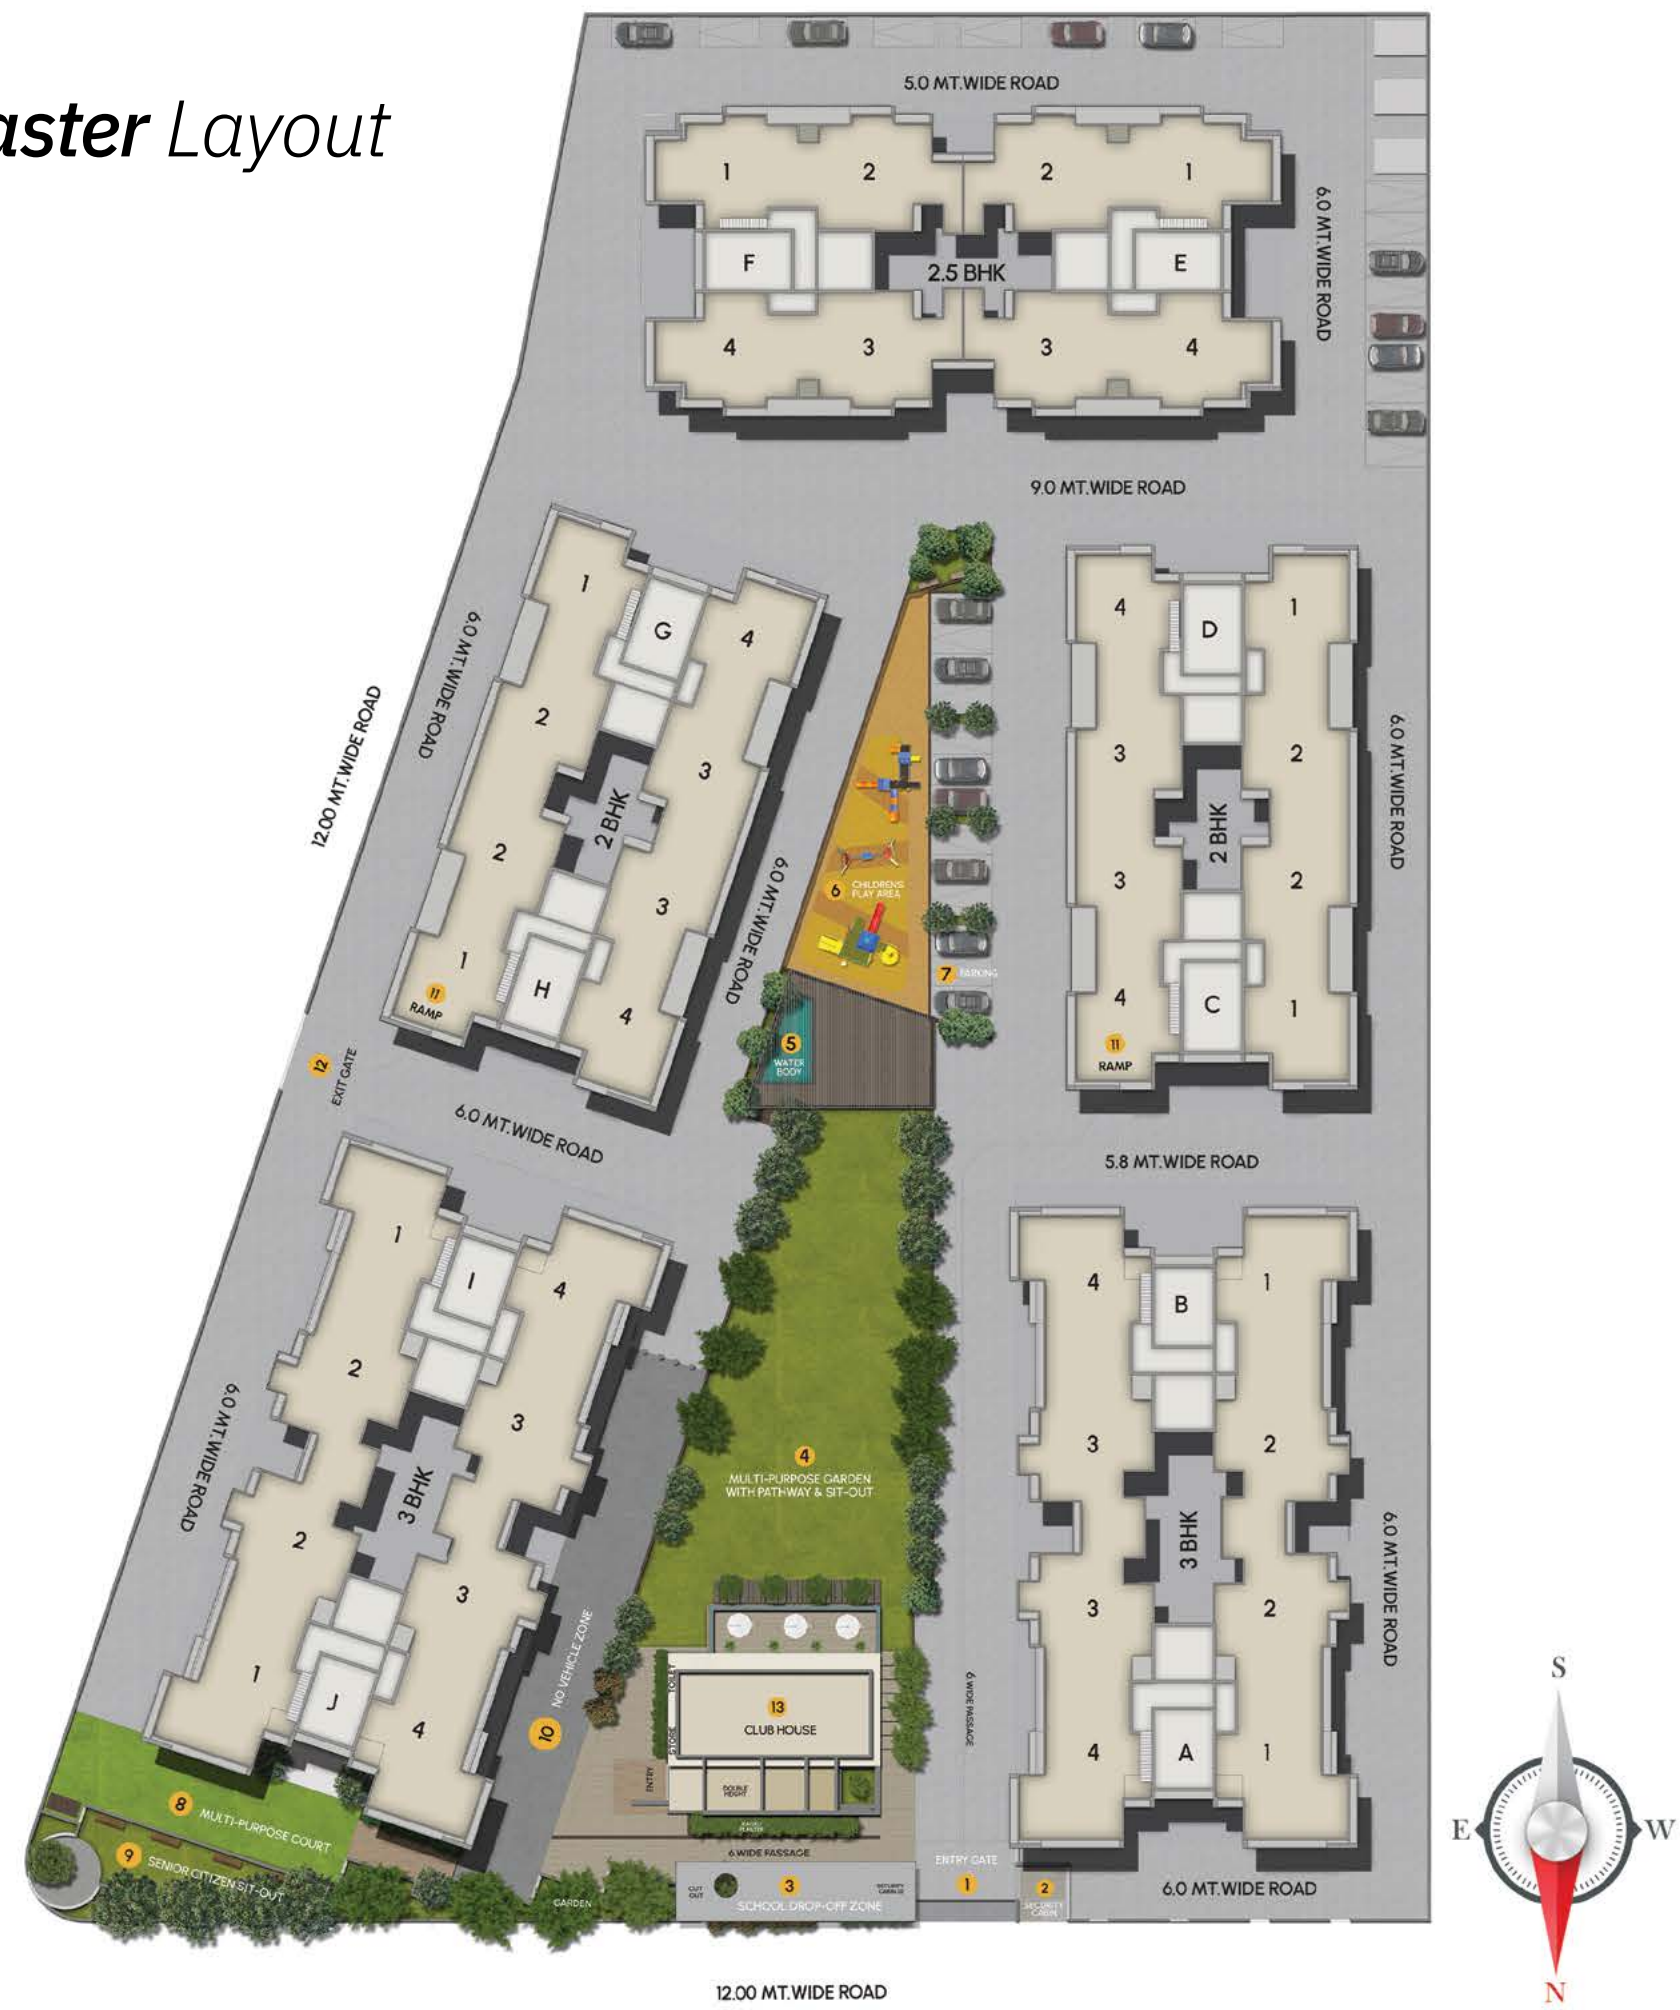 aster Layout
5.0 MT.WIDE ROAD
1 2 2 1
6.0 MT.WIDE ROAD
F 2.5 BHK E
4 3 3 4
9.0 MT.WIDE ROAD
1
G
4
2
3
2 BHK
2
3
1
H
4
11
RAMP
6.0 MT.WIDE ROAD
12.00 MT.WIDE ROAD
6.0 MT.WIDE ROAD
6
CHILDRENS
PLAY AREA
7 PARKING
5
WATER
BODY
4 D 1
3 2
2 BHK
3 2
4 C 1
11
RAMP
6.0 MT.WIDE ROAD
12
EXIT GATE
6.0 MT.WIDE ROAD
5.8 MT.WIDE ROAD
1
I
4
2
3
3 BHK
2
3
1
J
4
6.0 MT.WIDE ROAD
4
MULTI-PURPOSE GARDEN
WITH PATHWAY & SIT-OUT
4 B 1
3 2
3 BHK
3 2
4 A 1
6.0 MT.WIDE ROAD
10 NO VEHICLE ZONE
TOILET
STORE
13
CLUB HOUSE
ENTRY
DOUBLE
HEIGHT
6 WIDE PASSAGE
8 MULTI-PURPOSE COURT
9 SENIOR CITIZEN SIT-OUT
GARDEN
6 WIDE PASSAGE
CUT
OUT
3
SCHOOL DROP-OFF ZONE
ENTRY GATE
1
2
SECURITY
CABIN
6.0 MT.WIDE ROAD
12.00 MT.WIDE ROAD
S
E W
N